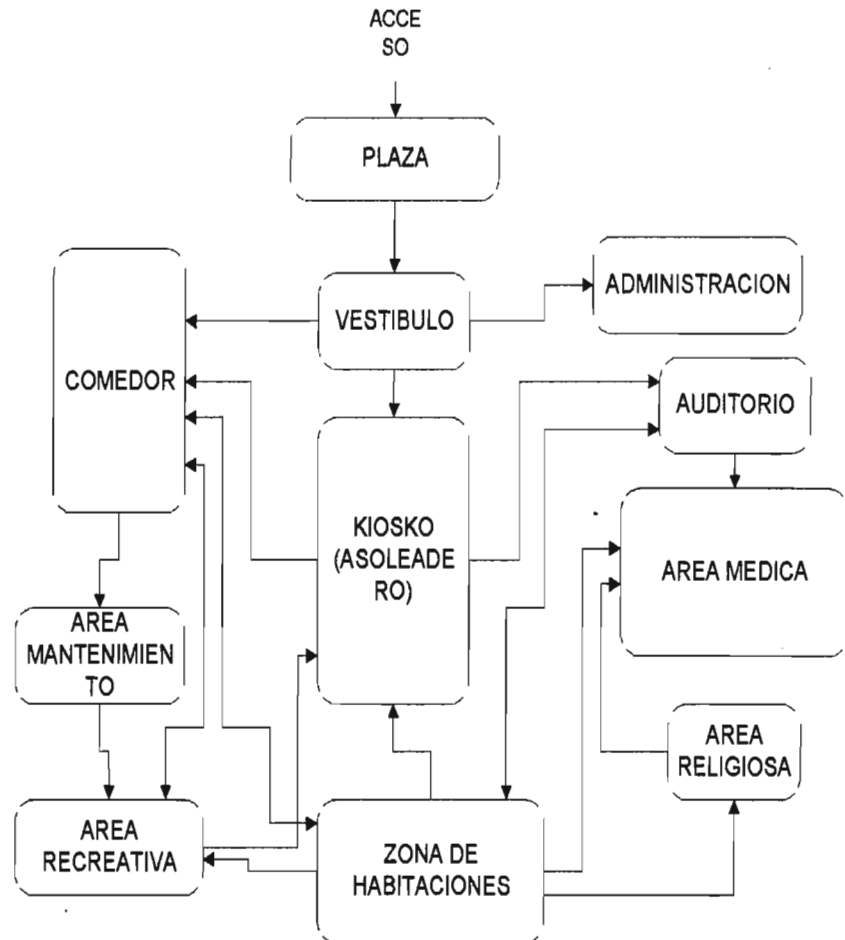 ACCE
SO
PLAZA
ADMINISTRACION
VESTIBULO
COMEDOR
AUDITORIO
KIOSKO
(ASOLEADE
RO)
AREA MEDICA
AREA
MANTENIMIEN
TO
AREA
RELIGIOSA
AREA
RECREATIVA
ZONA DE
HABITACIONES